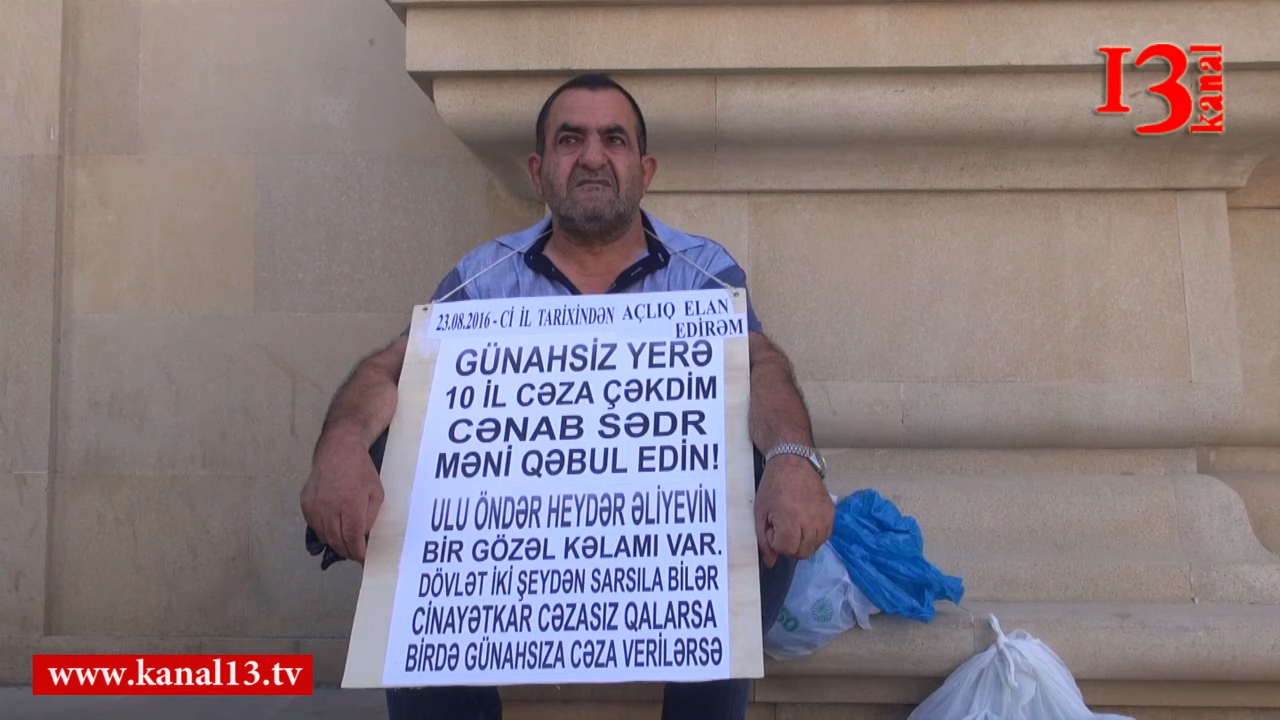 13 kanal
23.08.2016 - Cİ İL TARİXİNDƏN AÇLIQ ELAN
EDİRƏM
GÜNAHSİZ YERƏ
10 İL CƏZA ÇƏKDİM
CƏNAB SƏDR
MƏNİ QƏBUL EDİN!
ULU ÖNDƏR HEYDƏR ƏLİYEVİN
BİR GÖZƏL KƏLAMI VAR.
DÖVLƏT İKİ ŞEYDƏN SARSILA BİLƏR
CİNAYƏTKAR CƏZASIZ QALARSA
BİRDƏ GÜNAHSIZA CƏZA VERİLƏRSƏ
www.kanal13.tv